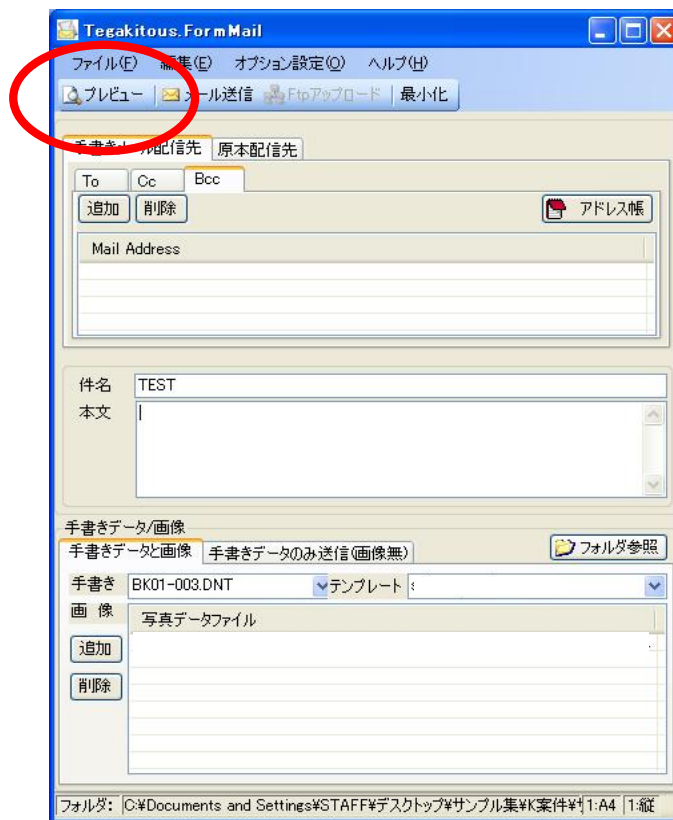 Tegakitous.FormMail
ファイル(F) 編集(E) オプション設定(O) ヘルプ(H)
プレビュー メール送信 Ftpアップロード 最小化
手書きメール配信先 原本配信先
To Cc Bcc
追加 削除 アドレス帳
Mail Address
件名 TEST
本文
手書きデータ/画像
手書きデータと画像 手書きデータのみ送信(画像無) フォルダ参照
手書き BK01-003.DNT テンプレート
画 像 写真データファイル
追加
削除
フォルダ: C:¥Documents and Settings¥STAFF¥デスクトップ¥サンプル集¥K案件¥ 1:A4 1:縦